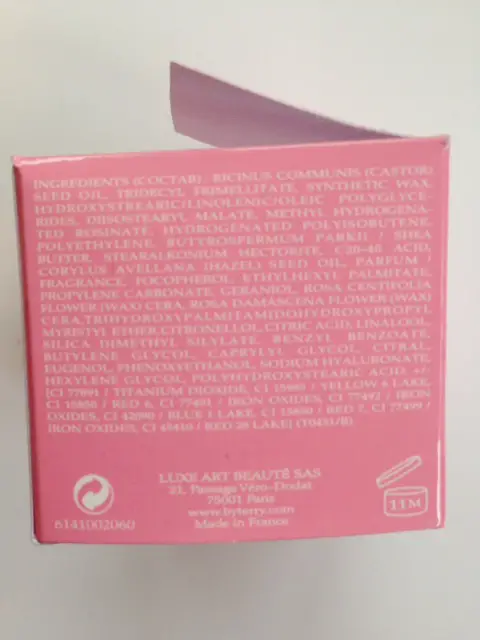 INGREDIENTS (COCTAB) RICINUS COMMUNIS (CASTOR)
SEED OIL, TRIDECYL TRIMELLITATE, SYNTHETIC WAX,
HYDROXYSTEARIC/LINOLENIC/OLEIC POLYGLYCE-
RIDES, DIISOSTEARYL MALATE, METHYL HYDROGENA-
TED ROSINATE, HYDROGENATED POLYISOBUTENE,
POLYETHYLENE, BUTYROSPERMUM PARKII / SHEA
BUTTER, STEARALKONIUM HECTORITE, C 20-40 ACID,
CORYLUS AVELLANA (HAZEL) SEED OIL, PARFUM /
FRAGRANCE, TOCOPHEROL, ETHYLHEXYL PALMITATE,
PROPYLENE CARBONATE, GERANIOL, ROSA CENTIFOLIA
FLOWER (WAX) CERA, ROSA DAMASCENA FLOWER (WAX)
CERA, TRIHYDROXYPALMITAMIDOHYDROXYPROPYL
MYRISTYL ETHER CITRONELLOL, CITRIC ACID, LINALOOL,
SILICA DIMETHYL SILYLATE, BENZYL BENZOATE,
BUTYLENE GLYCOL, CAPRYLYL GLYCOL, CITRAL,
EUGENOL, PHENOXYETHANOL, SODIUM HYALURONATE,
HEXYLENE GLYCOL, POLYHYDROXYSTEARIC ACID, +/-
[CI 77891 / TITANIUM DIOXIDE, CI 15985 / YELLOW 6 LAKE,
CI 15850 / RED 6, CI 77491 / IRON OXIDES, CI 77492 / IRON
OXIDES, CI 42090 / BLUE 1 LAKE, CI 15850 / RED 7, CI 77499 /
IRON OXIDES, CI 45410 / RED 28 LAKE] (10431/B)
LUXE ART BEAUTÉ SAS
21, Passage Véro-Dodat
75001 Paris
www.byterry.com
Made in France
6141002060
11M